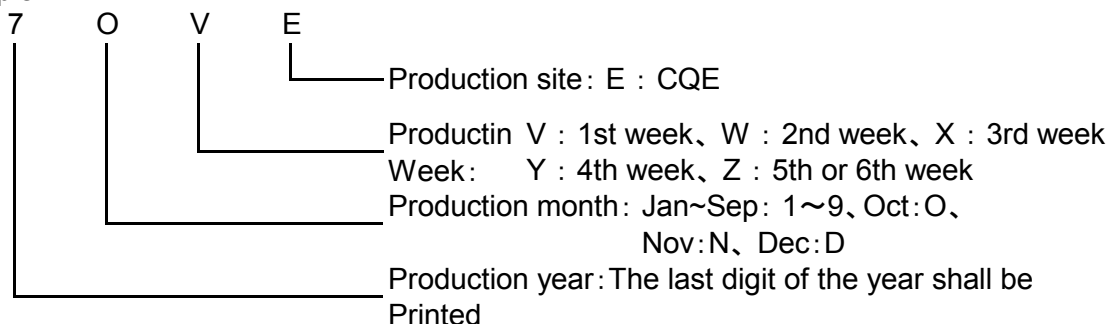 7 O V E
Production site: E : CQE
Productin V : 1st week、W : 2nd week、X : 3rd week
Week: Y : 4th week、Z : 5th or 6th week
Production month: Jan~Sep: 1～9、Oct:O、
Nov:N、Dec:D
Production year:The last digit of the year shall be
Printed